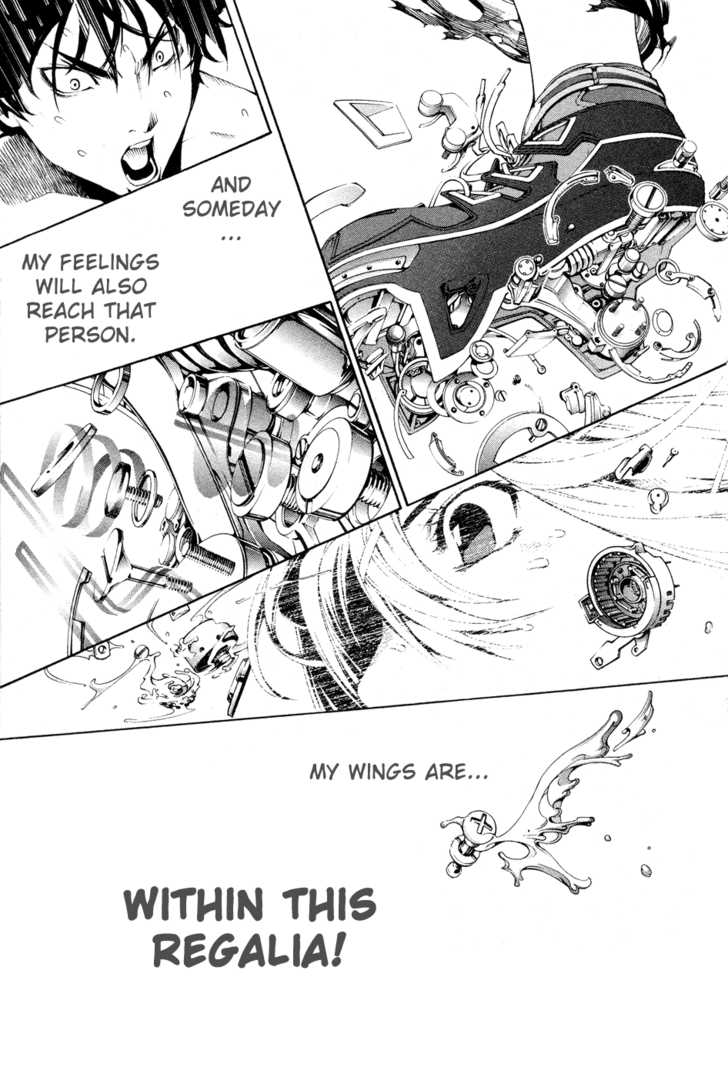 AND
SOMEDAY
...
MY FEELINGS
WILL ALSO
REACH THAT
PERSON.
MY WINGS ARE...
WITHIN THIS
REGALIA!